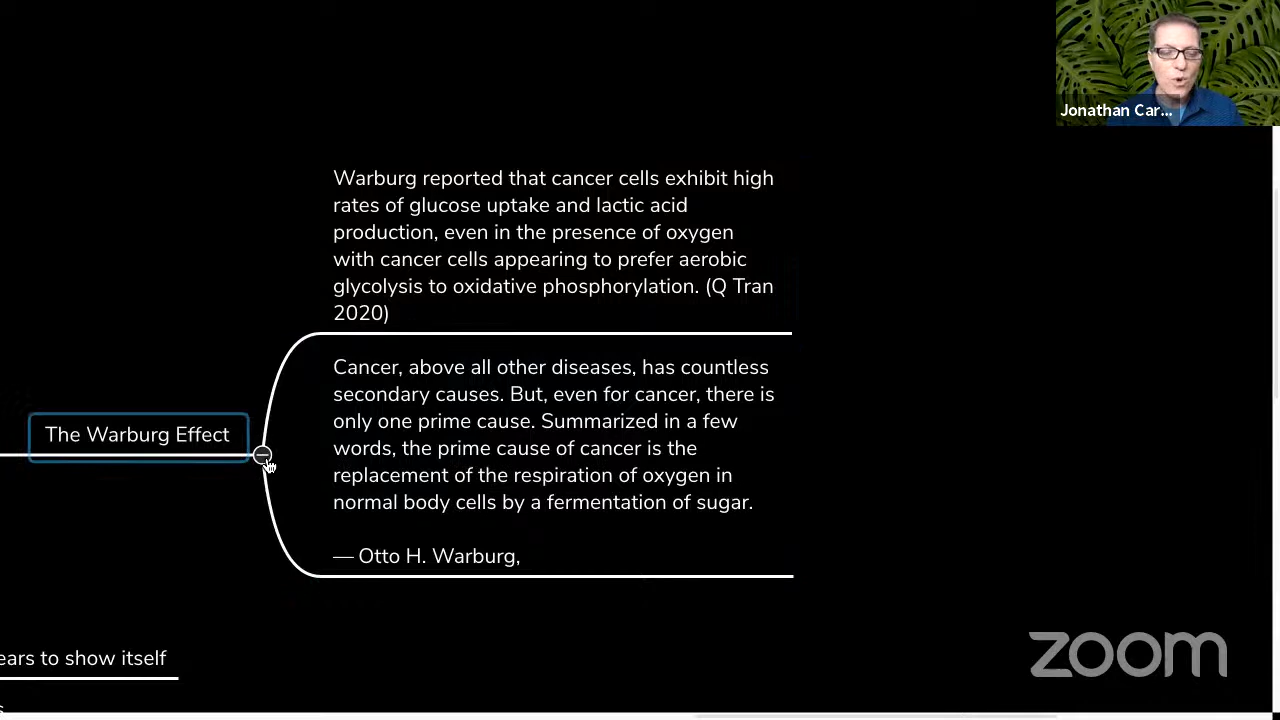 Jonathan Car...
Warburg reported that cancer cells exhibit high
rates of glucose uptake and lactic acid
production, even in the presence of oxygen
with cancer cells appearing to prefer aerobic
glycolysis to oxidative phosphorylation. (Q Tran
2020)
Cancer, above all other diseases, has countless
secondary causes. But, even for cancer, there is
only one prime cause. Summarized in a few
words, the prime cause of cancer is the
replacement of the respiration of oxygen in
normal body cells by a fermentation of sugar.
— Otto H. Warburg,
The Warburg Effect
ears to show itself
zoom